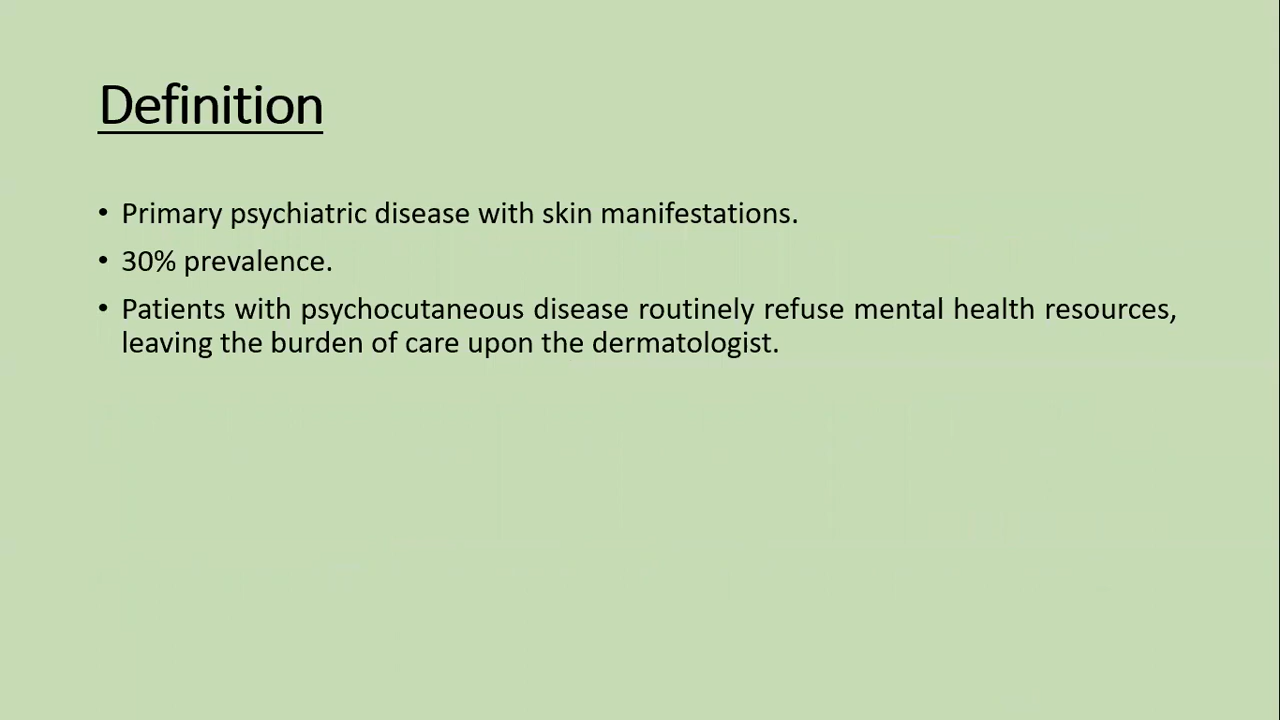 Definition
• Primary psychiatric disease with skin manifestations.
• 30% prevalence.
• Patients with psychocutaneous disease routinely refuse mental health resources,
leaving the burden of care upon the dermatologist.